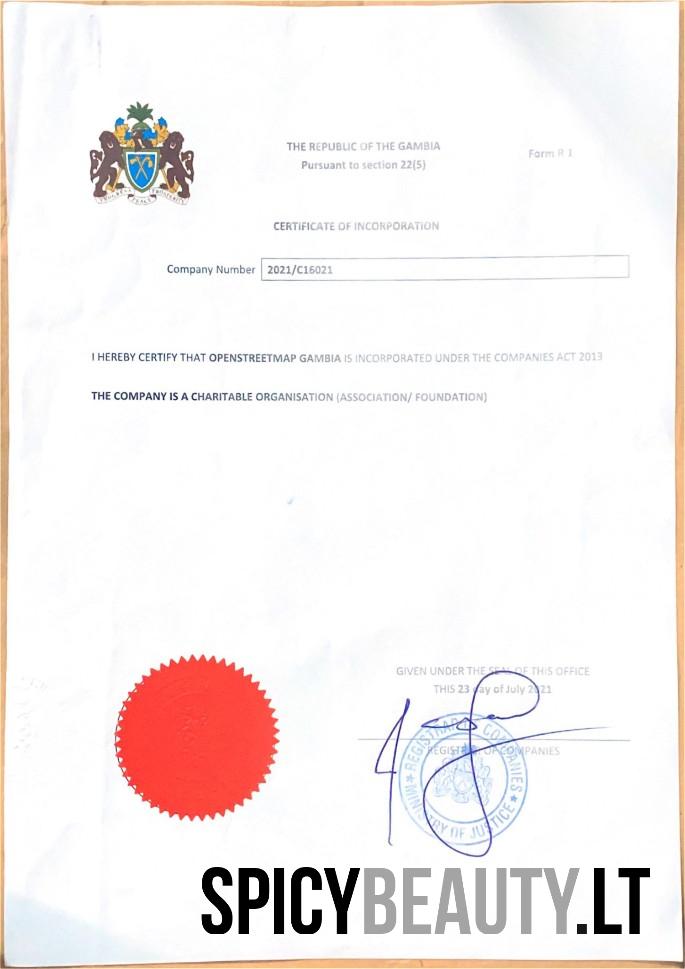 THE REPUBLIC OF THE GAMBIA
Pursuant to section 22(5)
Form R 1
PROGRESS PEACE PROSPERITY
CERTIFICATE OF INCORPORATION
Company Number 2021/C16021
I HEREBY CERTIFY THAT OPENSTREETMAP GAMBIA IS INCORPORATED UNDER THE COMPANIES ACT 2013
THE COMPANY IS A CHARITABLE ORGANISATION (ASSOCIATION/ FOUNDATION)
GIVEN UNDER THE SEAL OF THIS OFFICE
THIS 23 day of July 2021
REGISTRAR OF COMPANIES
REGISTRAR OF COMPANIES
MINISTRY OF JUSTICE
SPICYBEAUTY.LT